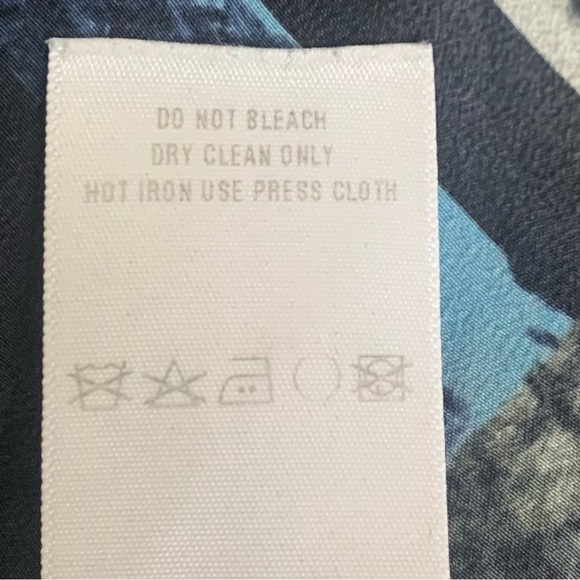 DO NOT BLEACH
DRY CLEAN ONLY
HOT IRON USE PRESS CLOTH